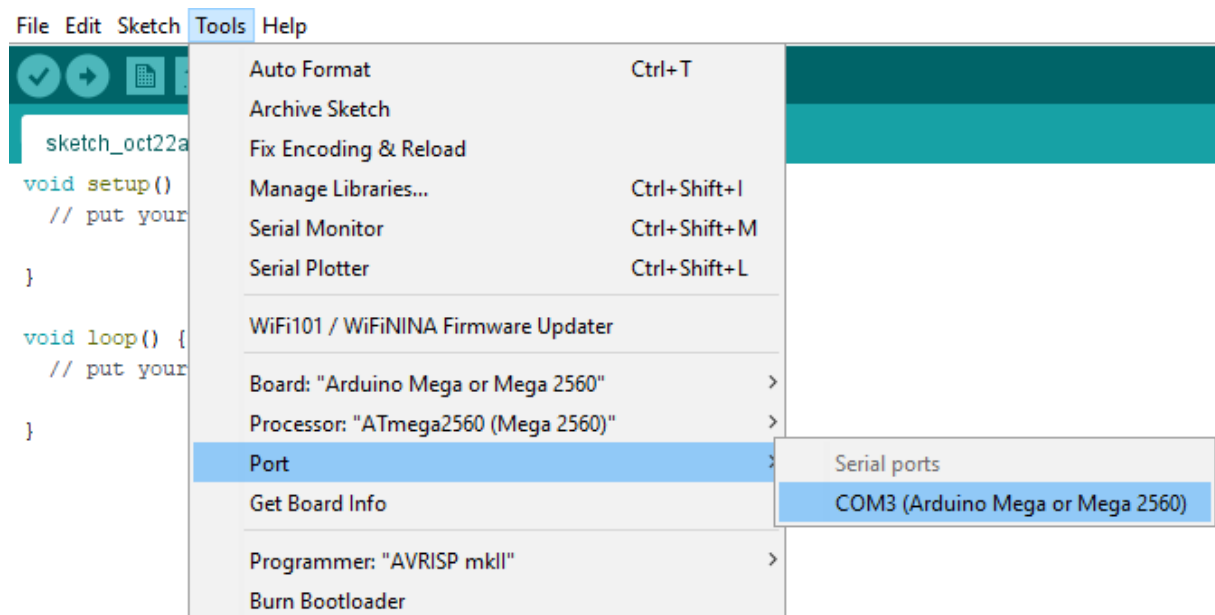 File Edit Sketch Tools Help
Auto Format Ctrl+T
Archive Sketch
sketch_oct22a
Fix Encoding & Reload
void setup()
Manage Libraries... Ctrl+Shift+I
// put your
Serial Monitor Ctrl+Shift+M
Serial Plotter Ctrl+Shift+L
}
WiFi101 / WiFiNINA Firmware Updater
void loop() {
// put your
Board: "Arduino Mega or Mega 2560"
Processor: "ATmega2560 (Mega 2560)"
}
Port
Serial ports
Get Board Info
COM3 (Arduino Mega or Mega 2560)
Programmer: "AVRISP mkII"
Burn Bootloader